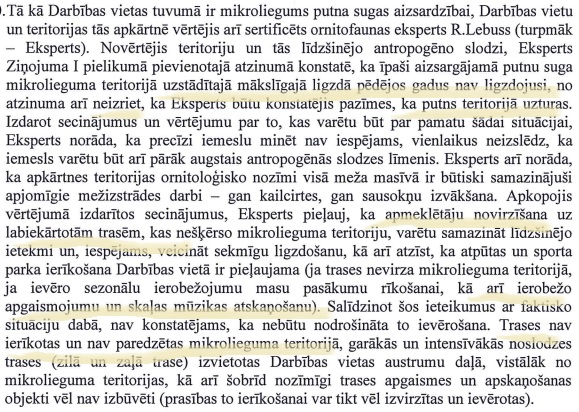 .Tā kā Darbības vietas tuvumā ir mikroliegums putna sugas aizsardzībai, Darbības vietu
un teritorijas tās apkārtnē vērtējis arī sertificēts ornitofaunas eksperts R.Lebuss (turpmāk
– Eksperts). Novērtējis teritoriju un tās līdzšinējo antropogēno slodzi, Eksperts
Ziņojuma I pielikumā pievienotajā atzinumā konstatē, ka īpaši aizsargājamā putnu suga
mikrolieguma teritorijā uzstādītajā mākslīgajā ligzdā pēdējos gadus nav ligzdojusi, no
atzinuma arī neizriet, ka Eksperts būtu konstatējis pazīmes, ka putns teritorijā uzturas.
Izdarot secinājumus un vērtējumu par to, kas varētu būt par pamatu šādai situācijai,
Eksperts norāda, ka precīzi iemeslu minēt nav iespējams, vienlaikus neizslēdz, ka
iemesls varētu būt arī pārāk augstais antropogēnās slodzes līmenis. Eksperts arī norāda,
ka apkārtnes teritorijas ornitoloģisko nozīmi visā meža masīvā ir būtiski samazinājuši
apjomīgie mežizstrādes darbi – gan kailcirtes, gan sausokņu izvākšana. Apkopojis
vērtējumā izdarītos secinājumus, Eksperts pieļauj, ka apmeklētāju novirzīšana uz
labiekārtotām trasēm, kas nešķērso mikrolieguma teritoriju, varētu samazināt līdzšinējo
ietekmi un, iespējams, veicināt sekmīgu ligzdošanu, kā arī atzīst, ka atpūtas un sporta
parka ierīkošana Darbības vietā ir pieļaujama (ja trases nevirza mikrolieguma teritorijā,
ja ievēro sezonālu ierobežojumu masu pasākumu rīkošanai, kā arī ierobežo
apgaismojumu un skaļas mūzikas atskaņošanu). Salīdzinot šos ieteikumus ar faktisko
situāciju dabā, nav konstatējams, ka nebūtu nodrošināta to ievērošana. Trases nav
ierīkotas un nav paredzētas mikrolieguma teritorijā, garākās un intensīvākās noslodzes
trases (zilā un zaļā trase) izvietotas Darbības vietas austrumu daļā, vistālāk no
mikrolieguma teritorijas, kā arī šobrīd nozīmīgi trases apgaismes un apskaņošanas
objekti vēl nav izbūvēti (prasības to ierīkošanai var tikt vēl izvirzītas un ievērotas).